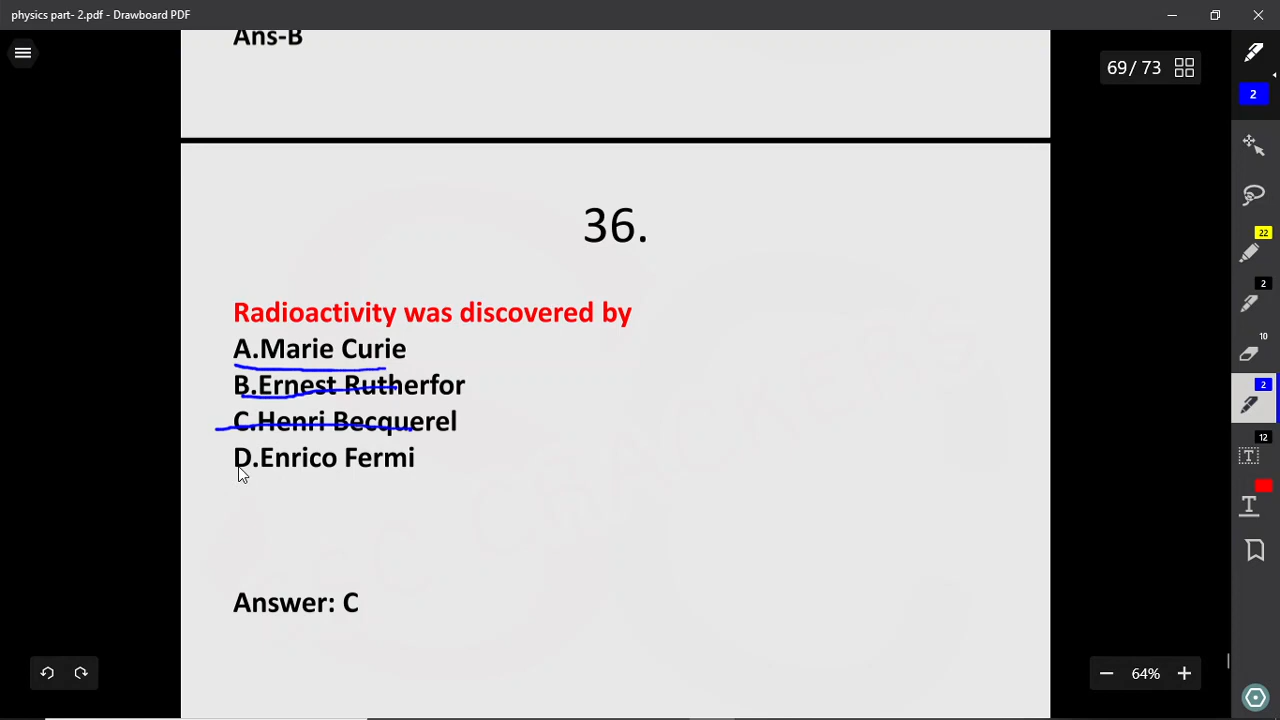 physics part- 2.pdf - Drawboard PDF
Ans-B
69/ 73
2
36.
22
2
Radioactivity was discovered by
A.Marie Curie
10
B.Ernest Rutherfor
2
C.Henri Becquerel
12
D.Enrico Fermi
T
T
Answer: C
64%